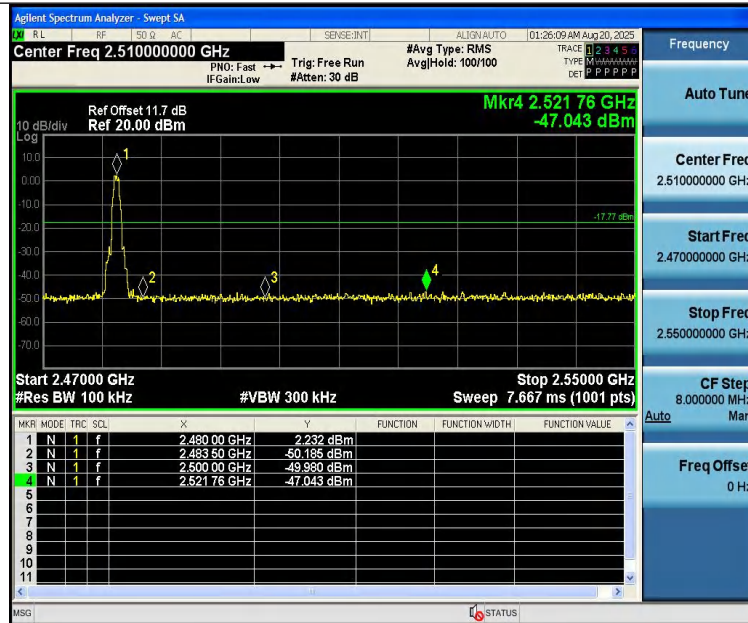 Agilent Spectrum Analyzer - Swept SA
LXI RL RF 50 Ω AC SENSE:INT ALIGN AUTO 01:26:09 AM Aug 20, 2025
Center Freq 2.510000000 GHz #Avg Type: RMS TRACE 1 2 3 4 5 6
PNO: Fast Trig: Free Run Avg|Hold: 100/100 TYPE M
IFGain:Low #Atten: 30 dB DET P P P P P P
Mkr4 2.521 76 GHz
Ref Offset 11.7 dB
10 dB/div Ref 20.00 dBm -47.043 dBm
Log
10.0
0.00
-10.0
-17.77 dBm
-20.0
-30.0
-40.0
-50.0
-60.0
-70.0
1
2
3
4
Start 2.47000 GHz Stop 2.55000 GHz
#Res BW 100 kHz #VBW 300 kHz Sweep 7.667 ms (1001 pts)
MKR MODE TRC SCL X Y FUNCTION FUNCTION WIDTH FUNCTION VALUE
1 N 1 f 2.480 00 GHz 2.232 dBm
2 N 1 f 2.483 50 GHz -50.185 dBm
3 N 1 f 2.500 00 GHz -49.980 dBm
4 N 1 f 2.521 76 GHz -47.043 dBm
5
6
7
8
9
10
11
MSG STATUS
Frequency
Auto Tune
Center Freq
2.510000000 GHz
Start Freq
2.470000000 GHz
Stop Freq
2.550000000 GHz
CF Step
8.000000 MHz
Auto Man
Freq Offset
0 Hz